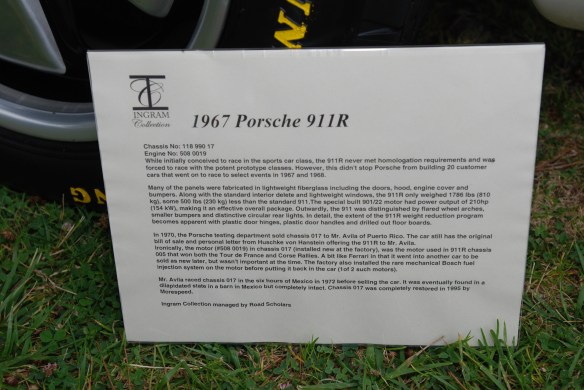 ING
INGRAM
Collection
1967 Porsche 911R
Chassis No: 118 990 17
Engine No: 508 0019
While initially conceived to race in the sports car class, the 911R never met homologation requirements and was
forced to race with the potent prototype classes. However, this didn't stop Porsche from building 20 customer
cars that went on to race to select events in 1967 and 1968.
Many of the panels were fabricated in lightweight fiberglass including the doors, hood, engine cover and
bumpers. Along with the standard interior delete and lightweight windows, the 911R only weighed 1786 lbs (810
kg), some 500 lbs (230 kg) less than the standard 911.The special built 901/22 motor had power output of 210hp
(154 kW), making it an effective overall package. Outwardly, the 911 was distinguished by flared wheel arches,
smaller bumpers and distinctive circular rear lights. In detail, the extent of the 911R weight reduction program
becomes apparent with plastic door hinges, plastic door handles and drilled out floor boards.
In 1970, the Porsche testing department sold chassis 017 to Mr. Avila of Puerto Rico. The car still has the original
bill of sale and personal letter from Huschke von Hanstein offering the 911R to Mr. Avila.
Ironically, the motor (#508 0019) in chassis 017 (installed new at the factory), was the motor used in 911R chassis
005 that won both the Tour de France and Corse Rallies. A bit like Ferrari in that it went into another car to be
sold as new later, but wasn't important at the time. The factory also installed the rare mechanical Bosch fuel
injection system on the motor before putting it back in the car (1of 2 such motors).
Mr. Avila raced chassis 017 in the six hours of Mexico in 1972 before selling the car. It was eventually found in a
dilapidated state in a barn in Mexico but completely intact. Chassis 017 was completely restored in 1995 by
Morespeed.
Ingram Collection managed by Road Scholars